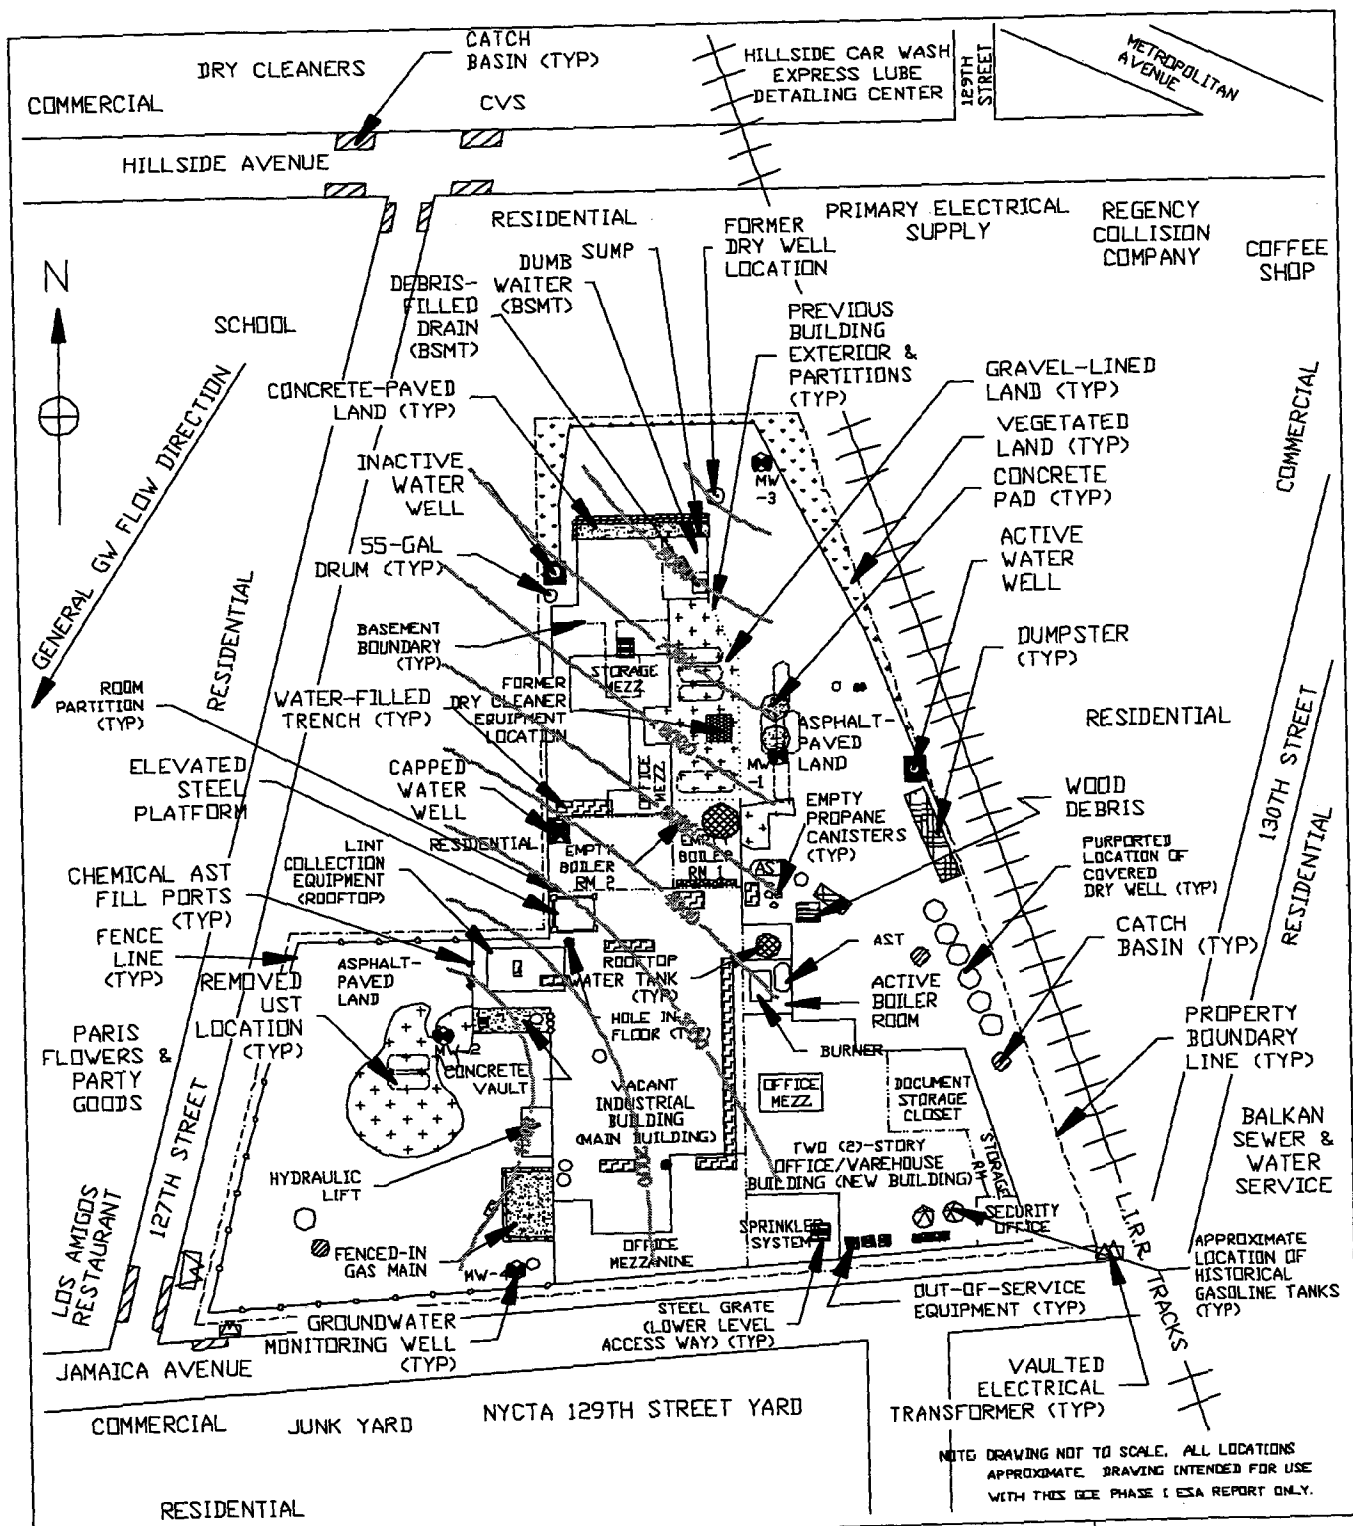 CATCH
BASIN (TYP)
DRY CLEANERS
COMMERCIAL
CVS
HILLSIDE CAR WASH
EXPRESS LUBE
DETAILING CENTER
129TH
STREET
METROPOLITAN
AVENUE
HILLSIDE AVENUE
RESIDENTIAL
SUMP
FORMER
DRY WELL
LOCATION
PRIMARY ELECTRICAL
SUPPLY
REGENCY
COLLISION
COMPANY
COFFEE
SHOP
N
SCHOOL
DEBRIS-
FILLED
DRAIN
(BSMT)
DUMB
WAITER
(BSMT)
PREVIOUS
BUILDING
EXTERIOR &
PARTITIONS
(TYP)
GRAVEL-LINED
LAND (TYP)
VEGETATED
LAND (TYP)
CONCRETE
PAD (TYP)
COMMERCIAL
GENERAL GW FLOW DIRECTION
CONCRETE-PAVED
LAND (TYP)
INACTIVE
WATER
WELL
MW
-3
55-GAL
DRUM (TYP)
ACTIVE
WATER
WELL
RESIDENTIAL
BASEMENT
BOUNDARY
(TYP)
STORAGE
MEZZ
DUMPSTER
(TYP)
ROOM
PARTITION
(TYP)
WATER-FILLED
TRENCH (TYP)
FORMER
DRY CLEANER
EQUIPMENT
LOCATION
ASPHALT-
PAVED
LAND
MW
-1
RESIDENTIAL
130TH STREET
ELEVATED
STEEL
PLATFORM
CAPPED
WATER
WELL
OFFICE
MEZZ
EMPTY
PROPANE
CANISTERS
(TYP)
WOOD
DEBRIS
RESIDENTIAL
LINT
COLLECTION
EQUIPMENT
(ROOFTOP)
EMPTY
BOILER
RM 2
EMPTY
BOILER
RM 1
AST
PURPORTED
LOCATION OF
COVERED
DRY WELL (TYP)
RESIDENTIAL
CHEMICAL AST
FILL PORTS
(TYP)
FENCE
LINE
(TYP)
ASPHALT-
PAVED
LAND
ROOFTOP
WATER TANK
(TYP)
AST
ACTIVE
BOILER
ROOM
CATCH
BASIN (TYP)
REMOVED
UST
LOCATION
(TYP)
HOLE IN
FLOOR (TYP)
BURNER
PROPERTY
BOUNDARY
LINE (TYP)
PARIS
FLOWERS &
PARTY
GOODS
MW-2
CONCRETE
VAULT
VACANT
INDUSTRIAL
BUILDING
(MAIN BUILDING)
OFFICE
MEZZ
DOCUMENT
STORAGE
CLOSET
BALKAN
SEWER &
WATER
SERVICE
127TH STREET
HYDRAULIC
LIFT
TWO (2)-STORY
OFFICE/WAREHOUSE
BUILDING (NEW BUILDING)
STORAGE
RM
LOS AMIGOS
RESTAURANT
FENCED-IN
GAS MAIN
OFFICE
MEZZANINE
SPRINKLER
SYSTEM
SECURITY
OFFICE
L.I.R.R. TRACKS
APPROXIMATE
LOCATION OF
HISTORICAL
GASOLINE TANKS
(TYP)
MW-4
GROUNDWATER
MONITORING WELL
(TYP)
STEEL GRATE
(LOWER LEVEL
ACCESS WAY) (TYP)
OUT-OF-SERVICE
EQUIPMENT (TYP)
JAMAICA AVENUE
VAULTED
ELECTRICAL
TRANSFORMER (TYP)
COMMERCIAL
JUNK YARD
NYCTA 129TH STREET YARD
RESIDENTIAL
NOTE: DRAWING NOT TO SCALE. ALL LOCATIONS
APPROXIMATE. DRAWING INTENDED FOR USE
WITH THIS GCE PHASE I ESA REPORT ONLY.